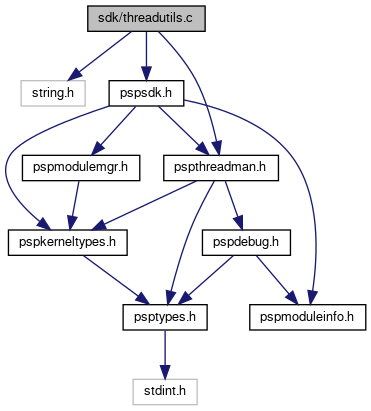 sdk/threadutils.c
string.h
pspsdk.h
pspmodulemgr.h
pspthreadman.h
pspkerneltypes.h
pspdebug.h
psptypes.h
pspmoduleinfo.h
stdint.h